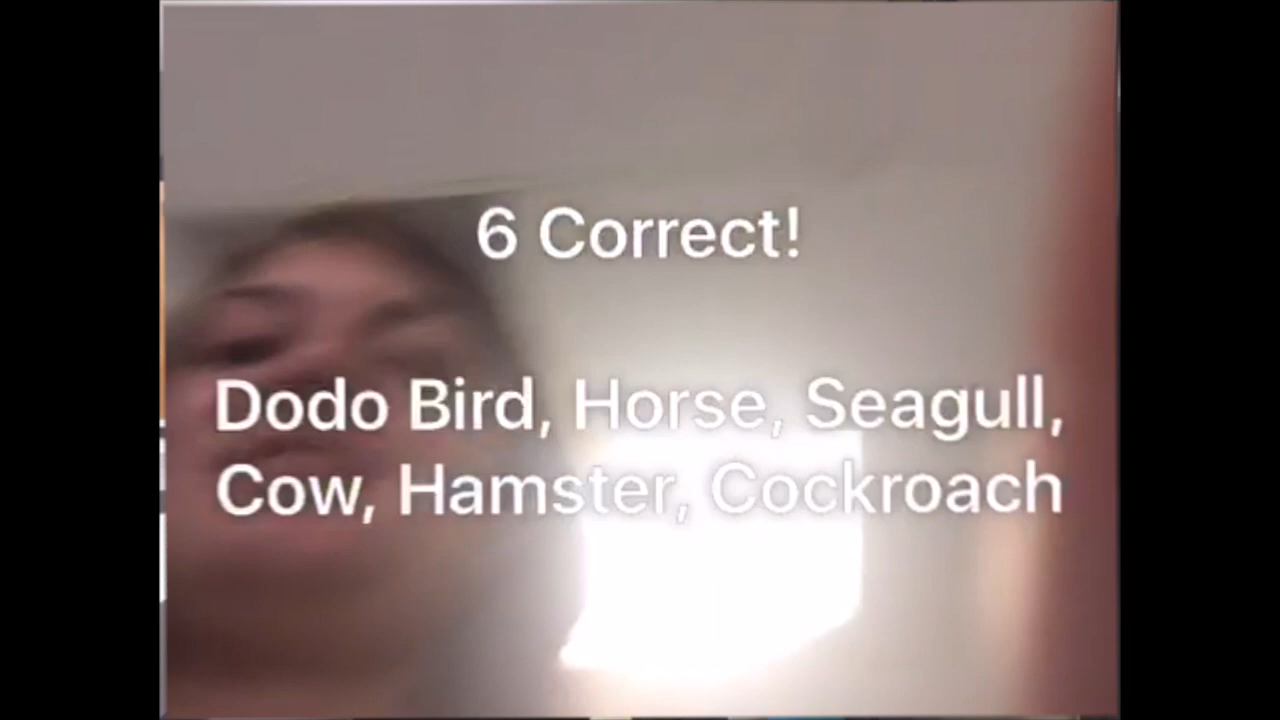 6 Correct!
Dodo Bird, Horse, Seagull,
Cow, Hamster, Cockroach